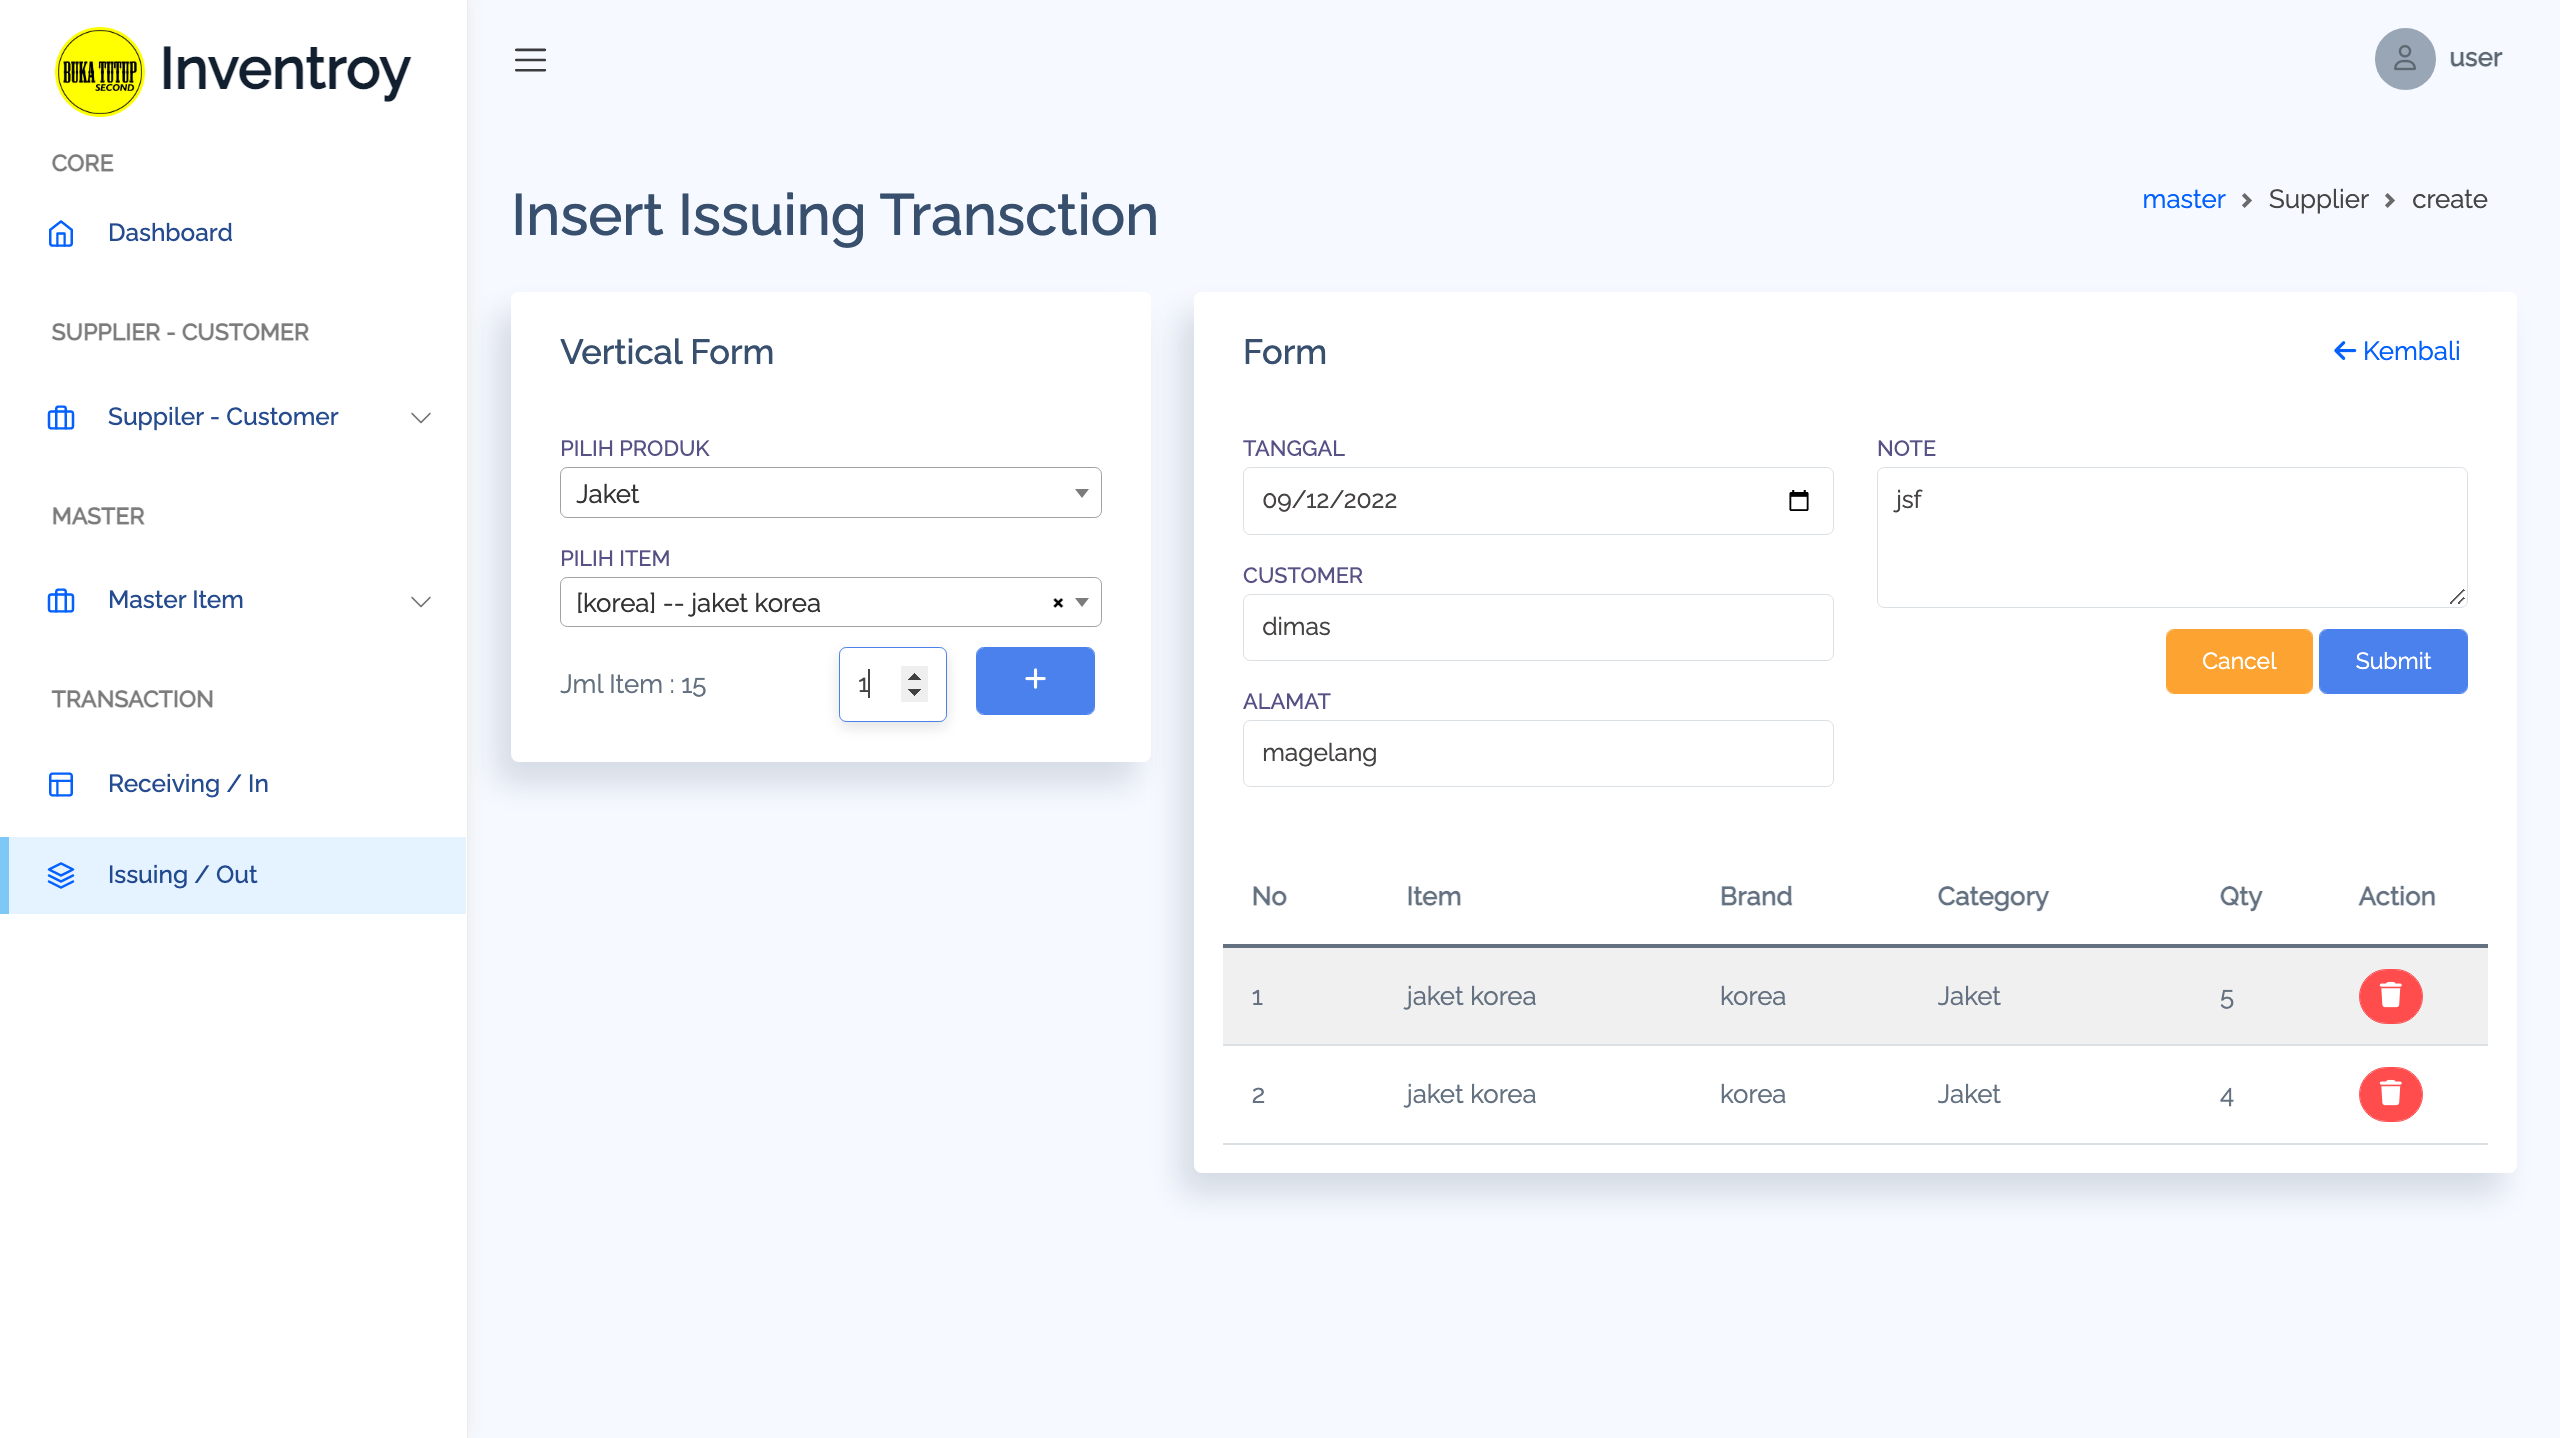 BUKA TUTUP
SECOND
Inventroy
user
CORE
Dashboard
SUPPLIER - CUSTOMER
Suppiler - Customer
MASTER
Master Item
TRANSACTION
Receiving / In
Issuing / Out
Insert Issuing Transction
master > Supplier > create
Vertical Form
PILIH PRODUK
Jaket
PILIH ITEM
[korea] -- jaket korea ×
Jml Item : 15 1 +
Form
← Kembali
TANGGAL
09/12/2022
CUSTOMER
dimas
ALAMAT
magelang
NOTE
jsf
Cancel Submit
No Item Brand Category Qty Action
1 jaket korea korea Jaket 5
2 jaket korea korea Jaket 4